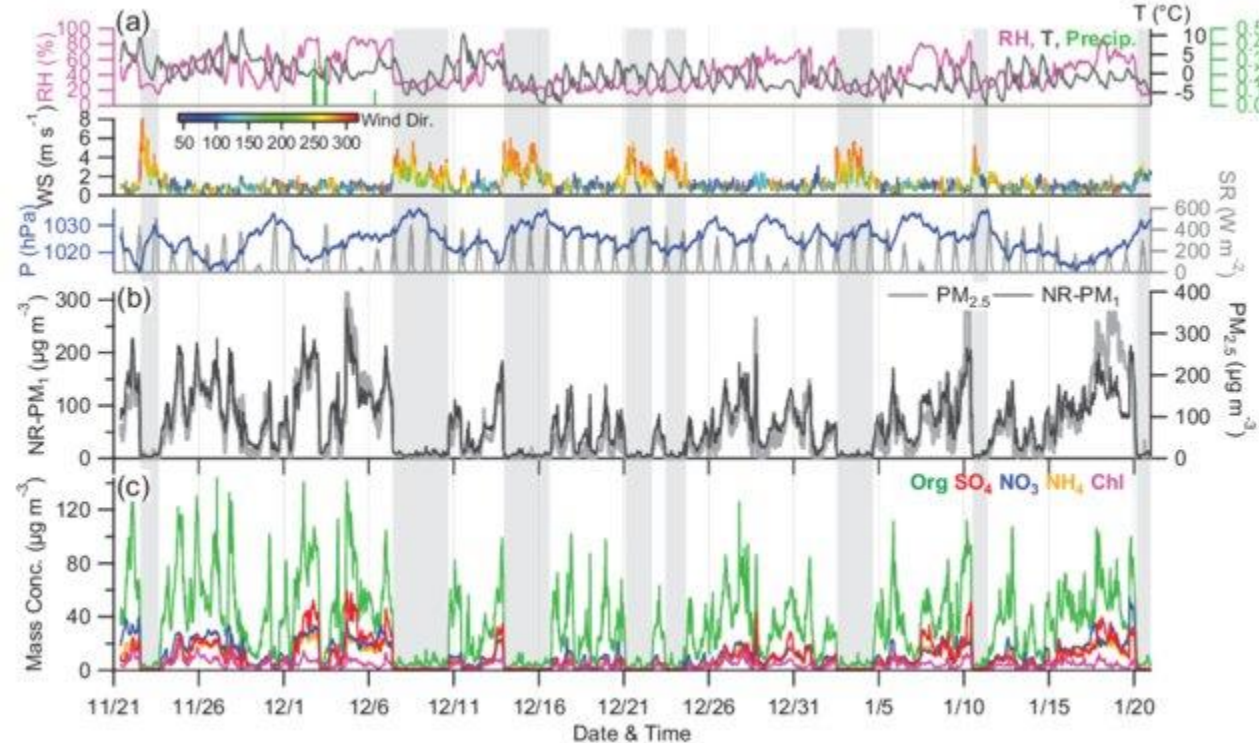 (a)
T (°C)
RH (%)
100
80
60
40
20
0
RH, T, Precip.
10
5
0
-5
WS (m s⁻¹)
8
6
4
2
0
50 100 150 200 250 300 Wind Dir.
P (hPa)
1030
1020
SR (W m⁻²)
600
400
200
0
(b)
NR-PM₁ (µg m⁻³)
300
200
100
0
PM₂.₅ NR-PM₁
PM₂.₅ (µg m⁻³)
400
300
200
100
0
(c)
Mass Conc. (µg m⁻³)
120
80
40
0
Org SO₄ NO₃ NH₄ Chl
11/21 11/26 12/1 12/6 12/11 12/16 12/21 12/26 12/31 1/5 1/10 1/15 1/20
Date & Time